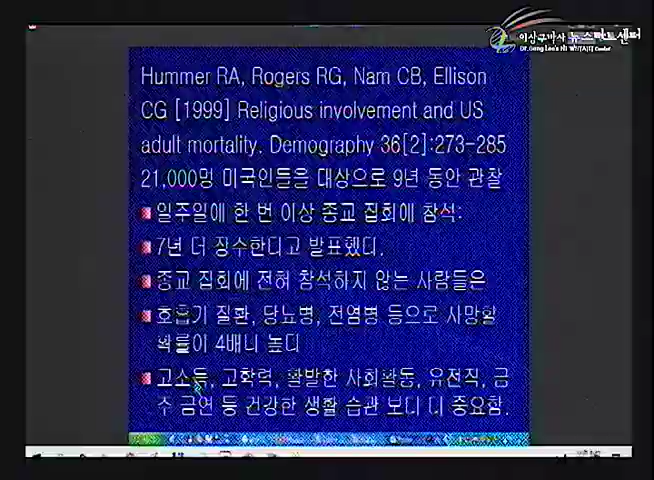 이상구박사 뉴스타트센터
Hummer RA, Rogers RG, Nam CB, Ellison
CG [1999] Religious involvement and US
adult mortality. Demography 36[2]:273-285
21,000명 미국인들을 대상으로 9년 동안 관찰
일주일에 한 번 이상 종교 집회에 참석:
7년 더 장수한다고 발표했다.
종교 집회에 전혀 참석하지 않는 사람들은
호흡기 질환, 당뇨병, 전염병 등으로 사망할
확률이 4배나 높다
고소득, 고학력, 활발한 사회활동, 유전직, 금
주 금연 등 건강한 생활 습관 보다 더 중요함.